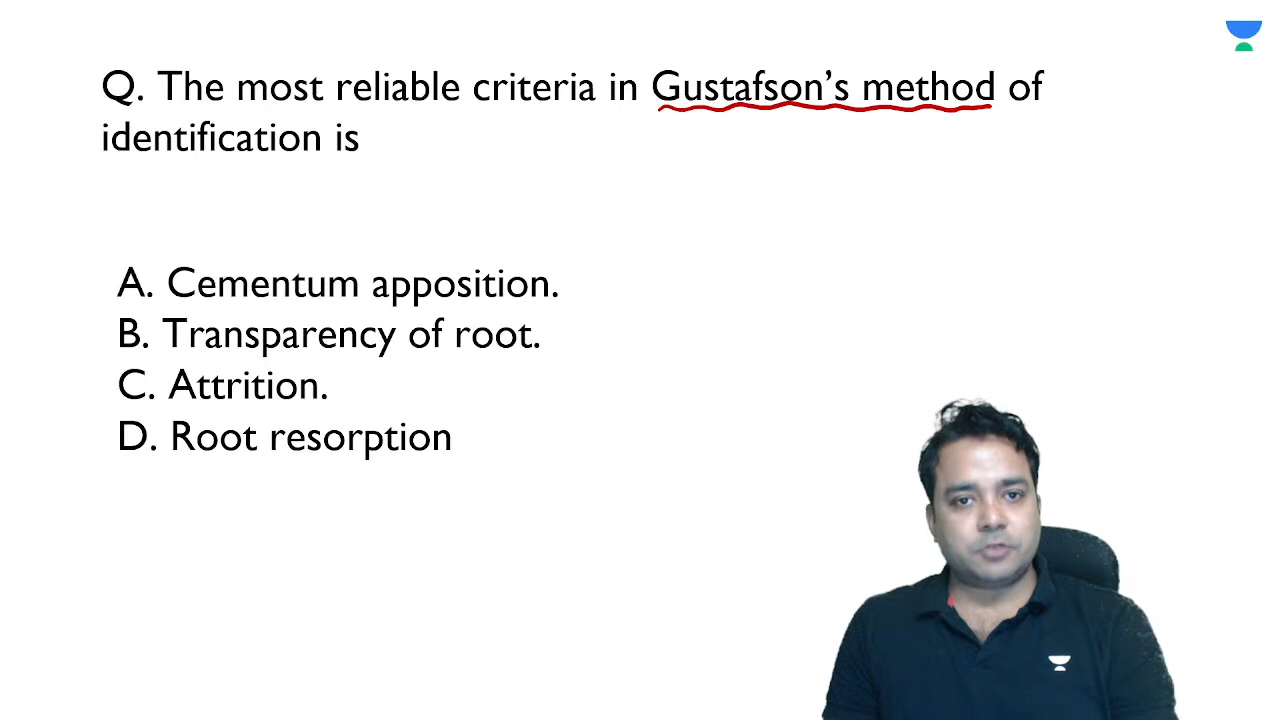 Q. The most reliable criteria in Gustafson’s method of
identification is
A. Cementum apposition.
B. Transparency of root.
C. Attrition.
D. Root resorption